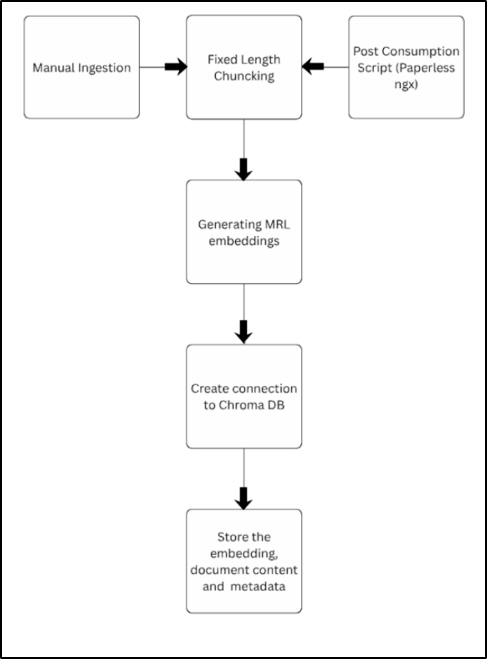 Manual Ingestion
Fixed Length
Chuncking
Post Consumption
Script (Paperless
ngx)
Generating MRL
embeddings
Create connection
to Chroma DB
Store the
embedding,
document content
and metadata